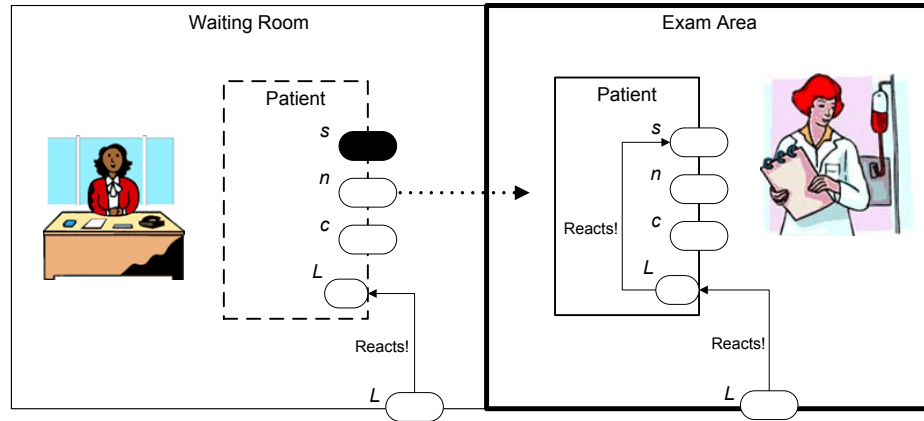 Waiting Room
Patient
s
n
c
L
Reacts!
L
Exam Area
Patient
s
n
c
Reacts!
L
Reacts!
L